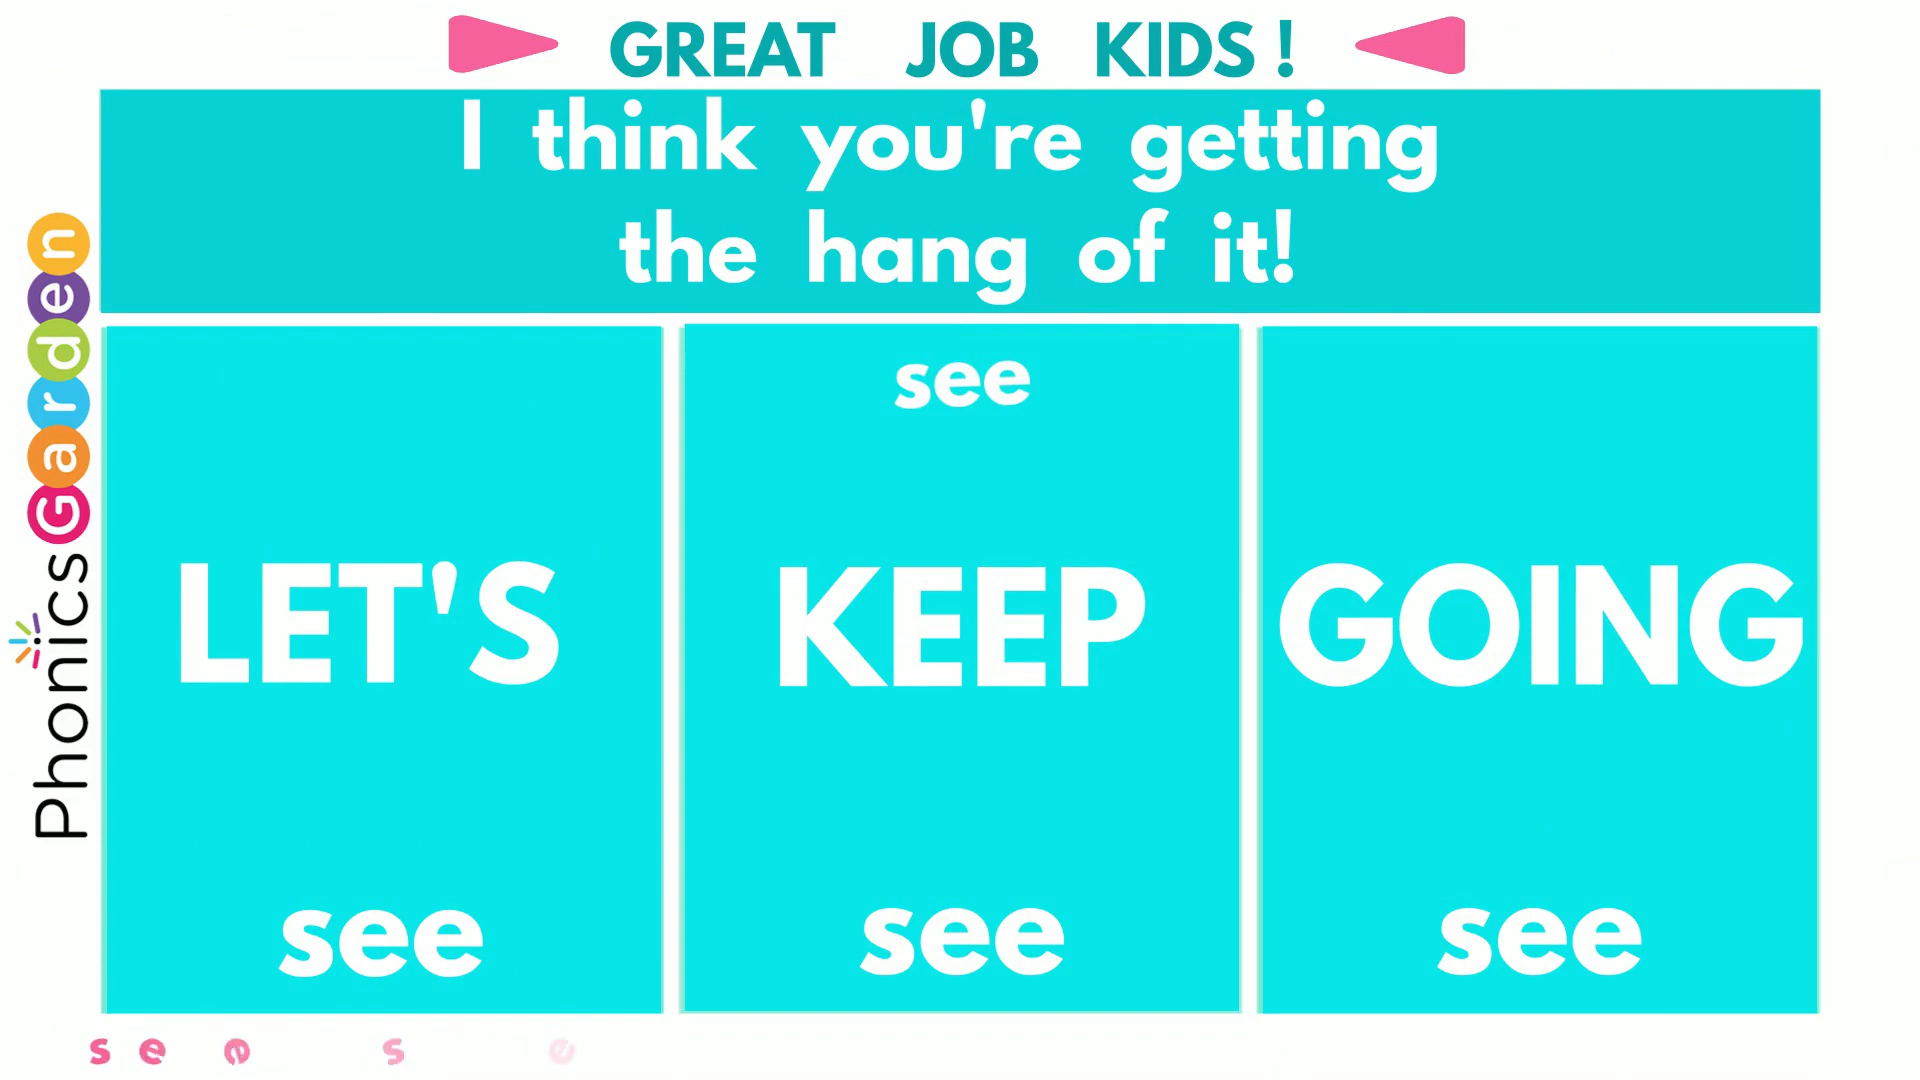 GREAT JOB KIDS !
I think you're getting
the hang of it!
see
LET'S KEEP GOING
see see see
s e e s e
PhonicsGarden